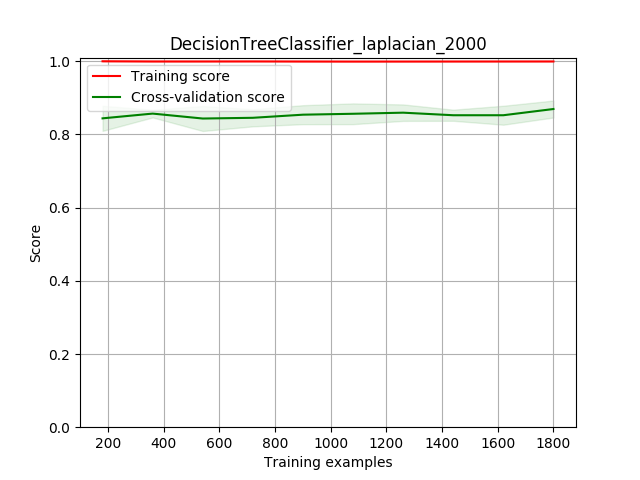 DecisionTreeClassifier_laplacian_2000
1.0
Training score
Cross-validation score
0.8
0.6
Score
0.4
0.2
0.0
200 400 600 800 1000 1200 1400 1600 1800
Training examples